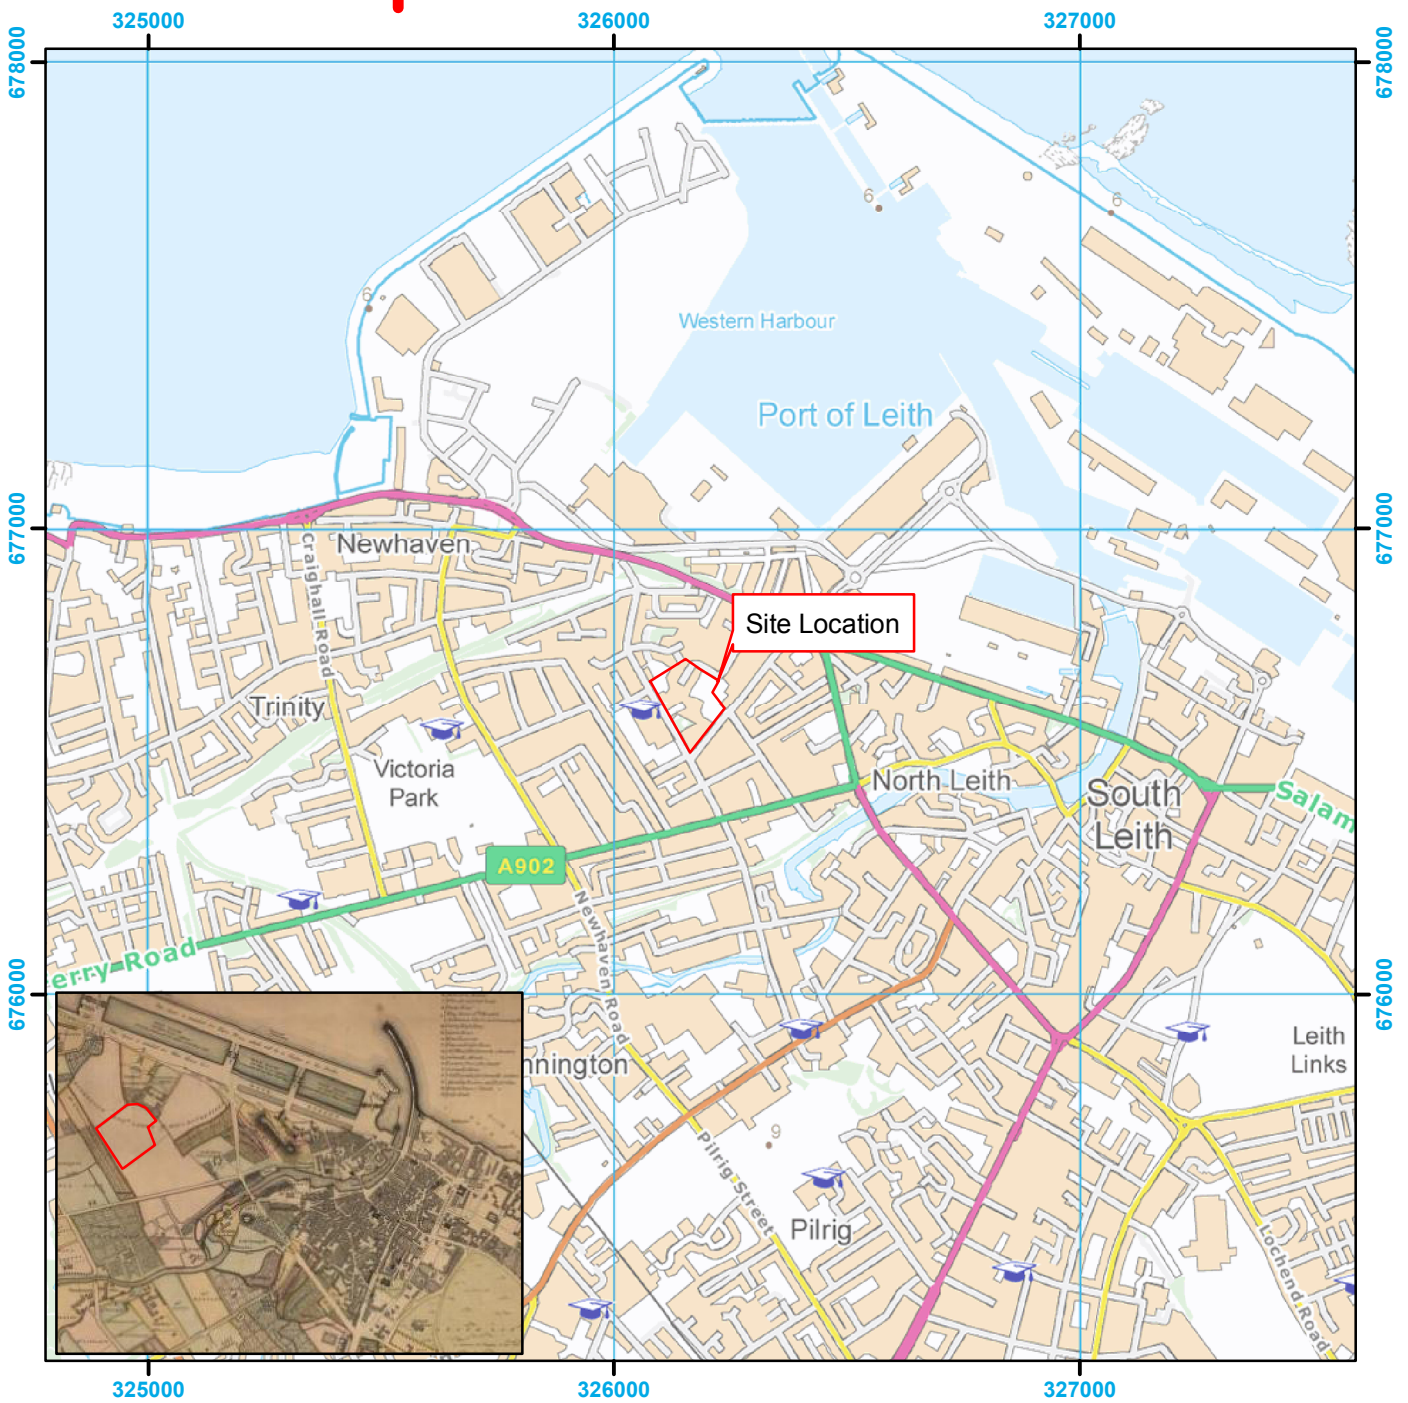 325000
326000
327000
678000
678000
6
6
6
Western Harbour
Port of Leith
677000
677000
Newhaven
Craighall Road
Site Location
Trinity
Victoria
Park
North Leith
South
Leith
Salam
A902
Newhaven Road
erry Road
676000
676000
Leith
Links
nnington
9
Pilrig Street
Pilrig
Lochend Road
325000
326000
327000